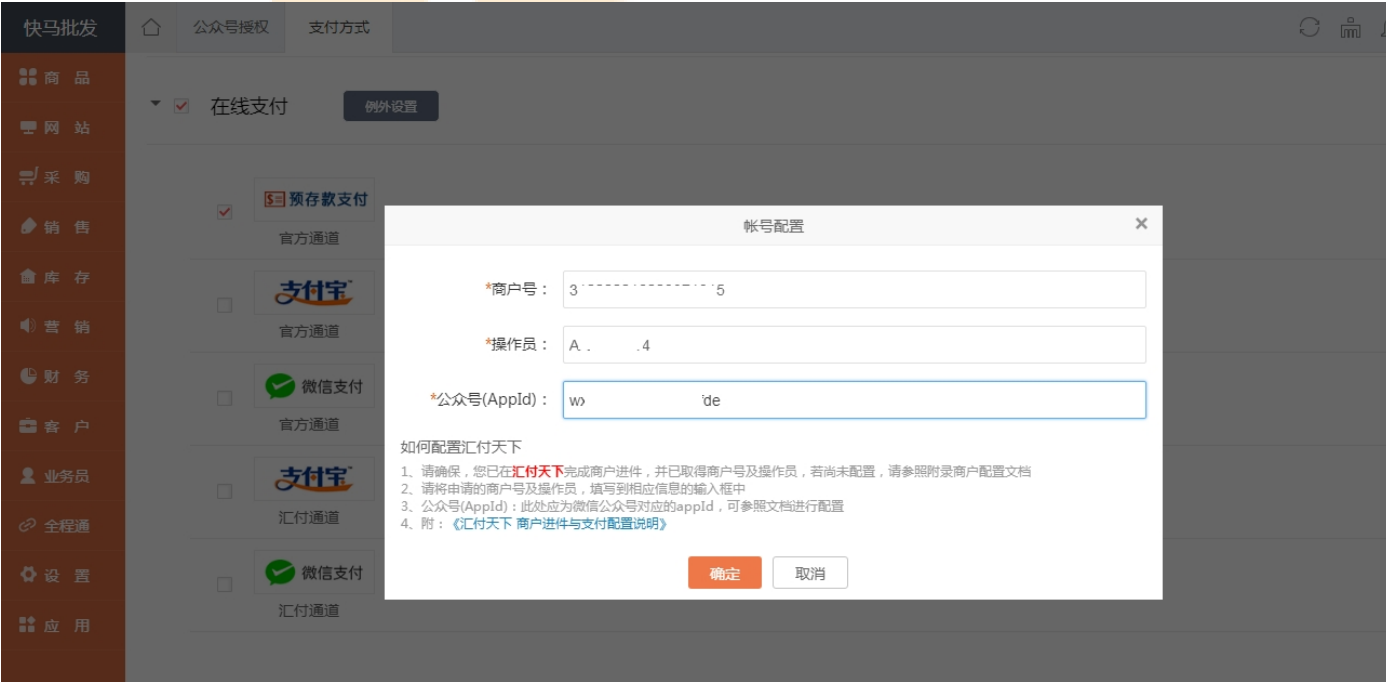 快马批发
公众号授权
支付方式
商 品
网 站
采 购
销 售
库 存
营 销
财 务
客 户
业务员
全程通
设 置
应 用
在线支付
例外设置
预存款支付
官方通道
支付宝
官方通道
微信支付
官方通道
支付宝
汇付通道
微信支付
汇付通道
帐号配置
*商户号：
*操作员：
*公众号(AppId)：
如何配置汇付天下
1、请确保，您已在汇付天下完成商户进件，并已取得商户号及操作员，若尚未配置，请参照附录商户配置文档
2、请将申请的商户号及操作员，填写到相应信息的输入框中
3、公众号(AppId)：此处应为微信公众号对应的appId，可参照文档进行配置
4、附：《汇付天下 商户进件与支付配置说明》
确定
取消